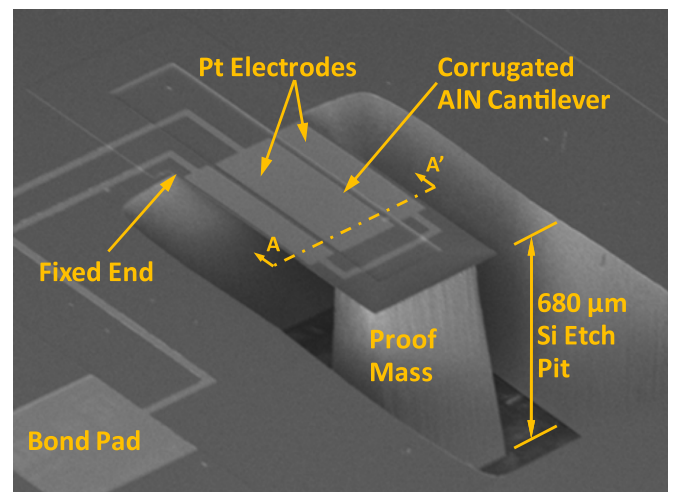 Pt Electrodes
Corrugated
AlN Cantilever
A'
A
Fixed End
680 µm
Si Etch
Pit
Proof
Mass
Bond Pad